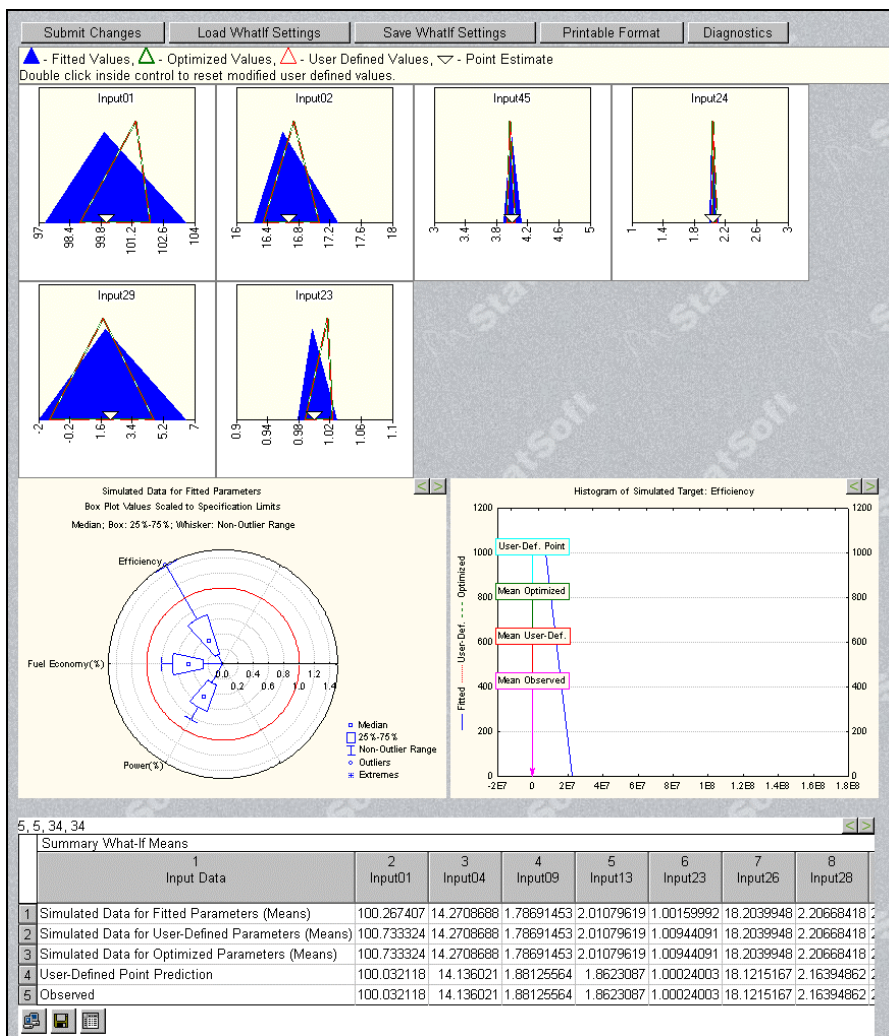 Submit Changes Load WhatIf Settings Save WhatIf Settings Printable Format Diagnostics
- Fitted Values, - Optimized Values, - User Defined Values, - Point Estimate
Double click inside control to reset modified user defined values.
Input01 Input02 Input45 Input24
97 98.4 99.8 101.2 102.6 104 16 16.4 16.8 17.2 17.6 18 3 3.4 3.8 4.2 4.6 5 1 1.4 1.8 2.2 2.6 3
Input29 Input23
-2 -0.2 1.6 3.4 5.2 7 0.9 0.94 0.98 1.02 1.06 1.1
StatSoft
StatSoft
Simulated Data for Fitted Parameters
Box Plot Values Scaled to Specification Limits
Median; Box: 25%-75%; Whisker: Non-Outlier Range
Efficiency
Fuel Economy(%)
0.0 0.2 0.4 0.6 0.8 1.0 1.2 1.4
Power(%)
Median
25%-75%
Non-Outlier Range
Outliers
Extremes
< >
Histogram of Simulated Target: Efficiency
< >
1200 1200
1000 User-Def. Point 1000
800 Mean Optimized 800
600 Mean User-Def. 600
400 Mean Observed 400
200 200
0 0
Fitted User-Def. Optimized
-2E7 0 2E7 4E7 6E7 8E7 1E8 1.2E8 1.4E8 1.6E8 1.8E8
5, 5, 34, 34 < >
Summary What-If Means
1 2 3 4 5 6 7 8
Input Data Input01 Input04 Input09 Input13 Input23 Input26 Input28
1 Simulated Data for Fitted Parameters (Means) 100.267407 14.2708688 1.78691453 2.01079619 1.00159992 18.2039948 2.20668418 2
2 Simulated Data for User-Defined Parameters (Means) 100.733324 14.2708688 1.78691453 2.01079619 1.00944091 18.2039948 2.20668418 2
3 Simulated Data for Optimized Parameters (Means) 100.733324 14.2708688 1.78691453 2.01079619 1.00944091 18.2039948 2.20668418 2
4 User-Defined Point Prediction 100.032118 14.136021 1.88125564 1.8623087 1.00024003 18.1215167 2.16394862 2
5 Observed 100.032118 14.136021 1.88125564 1.8623087 1.00024003 18.1215167 2.16394862 2